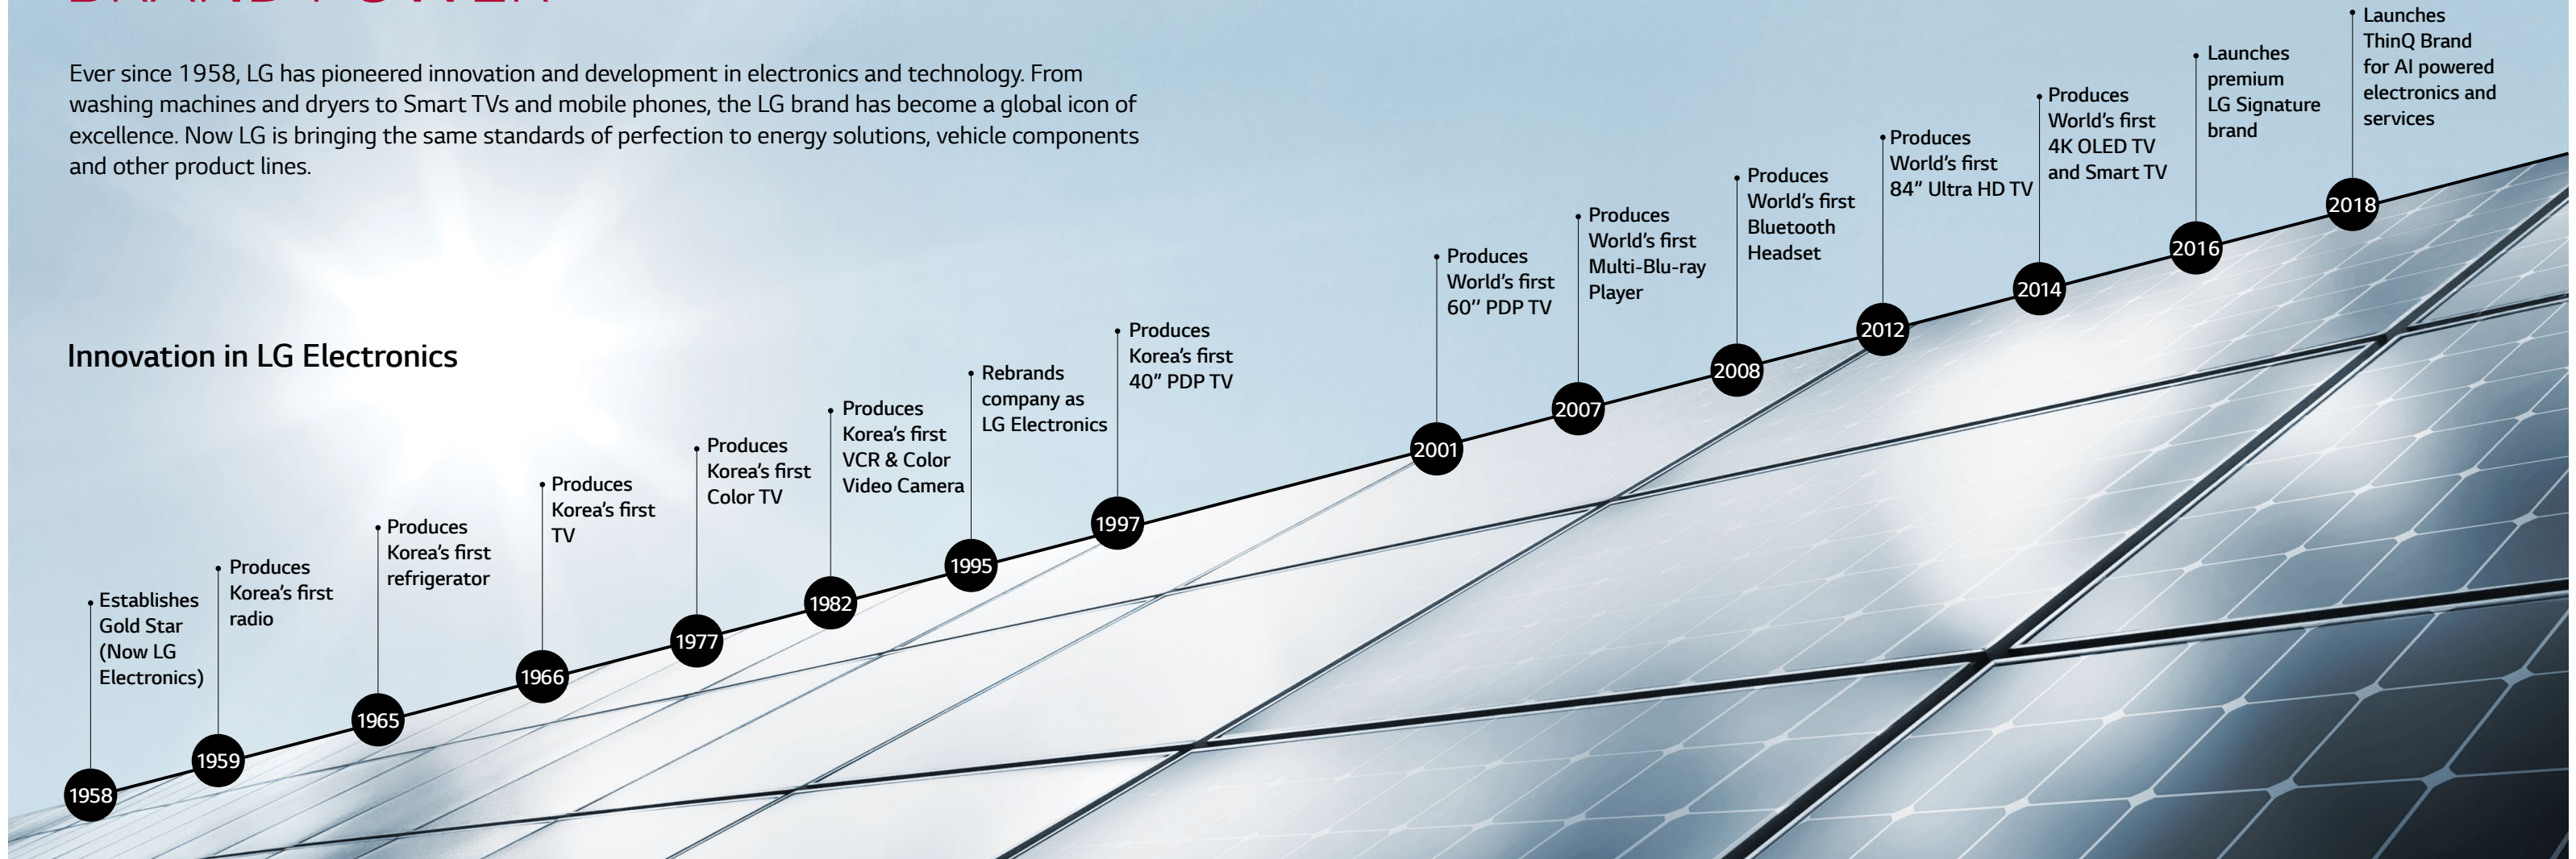 BRAND POWER
Ever since 1958, LG has pioneered innovation and development in electronics and technology. From
washing machines and dryers to Smart TVs and mobile phones, the LG brand has become a global icon of
excellence. Now LG is bringing the same standards of perfection to energy solutions, vehicle components
and other product lines.
Innovation in LG Electronics
Establishes
Gold Star
(Now LG
Electronics)
1958
Produces
Korea’s first
radio
1959
Produces
Korea’s first
refrigerator
1965
Produces
Korea’s first
TV
1966
Produces
Korea’s first
Color TV
1977
Produces
Korea’s first
VCR & Color
Video Camera
1982
Rebrands
company as
LG Electronics
1995
Produces
Korea’s first
40” PDP TV
1997
Produces
World’s first
60’’ PDP TV
2001
Produces
World’s first
Multi-Blu-ray
Player
2007
Produces
World’s first
Bluetooth
Headset
2008
Produces
World’s first
84” Ultra HD TV
2012
Produces
World’s first
4K OLED TV
and Smart TV
2014
Launches
premium
LG Signature
brand
2016
Launches
ThinQ Brand
for AI powered
electronics and
services
2018